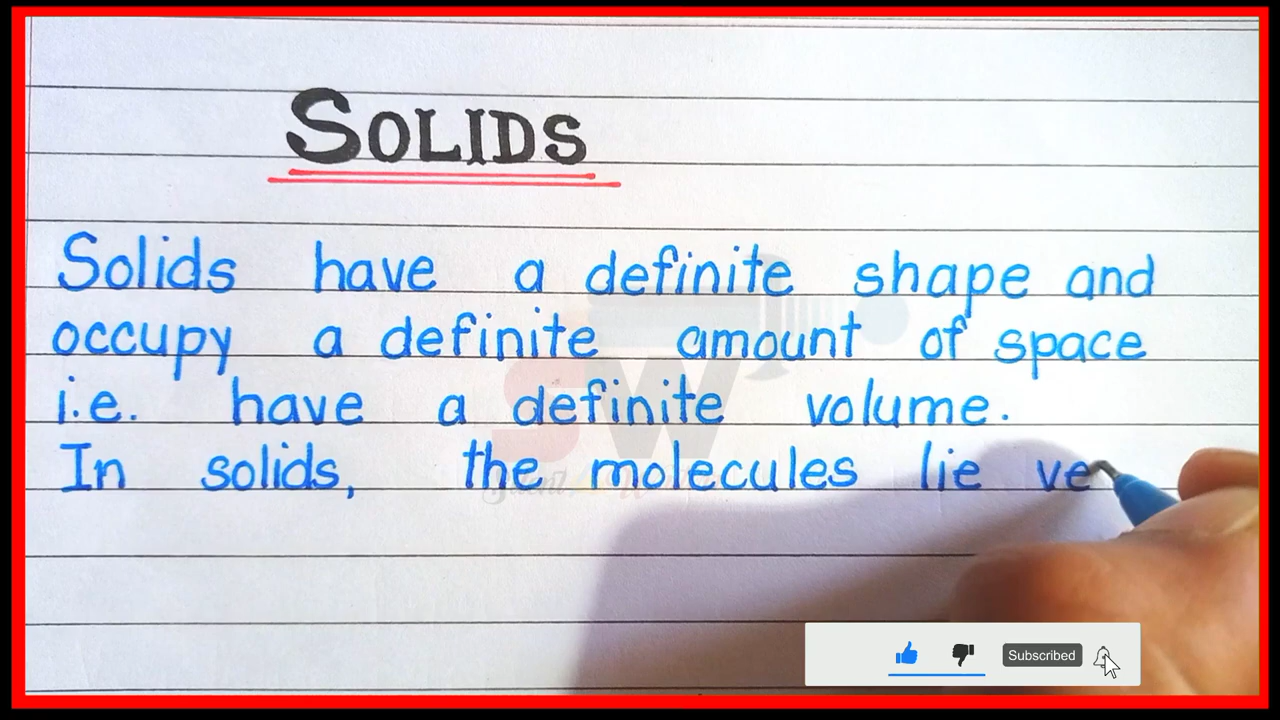 SOLIDS
Solids have a definite shape and
occupy a definite amount of space
i.e. have a definite volume.
In solids, the molecules lie ve
SW
Subscribed